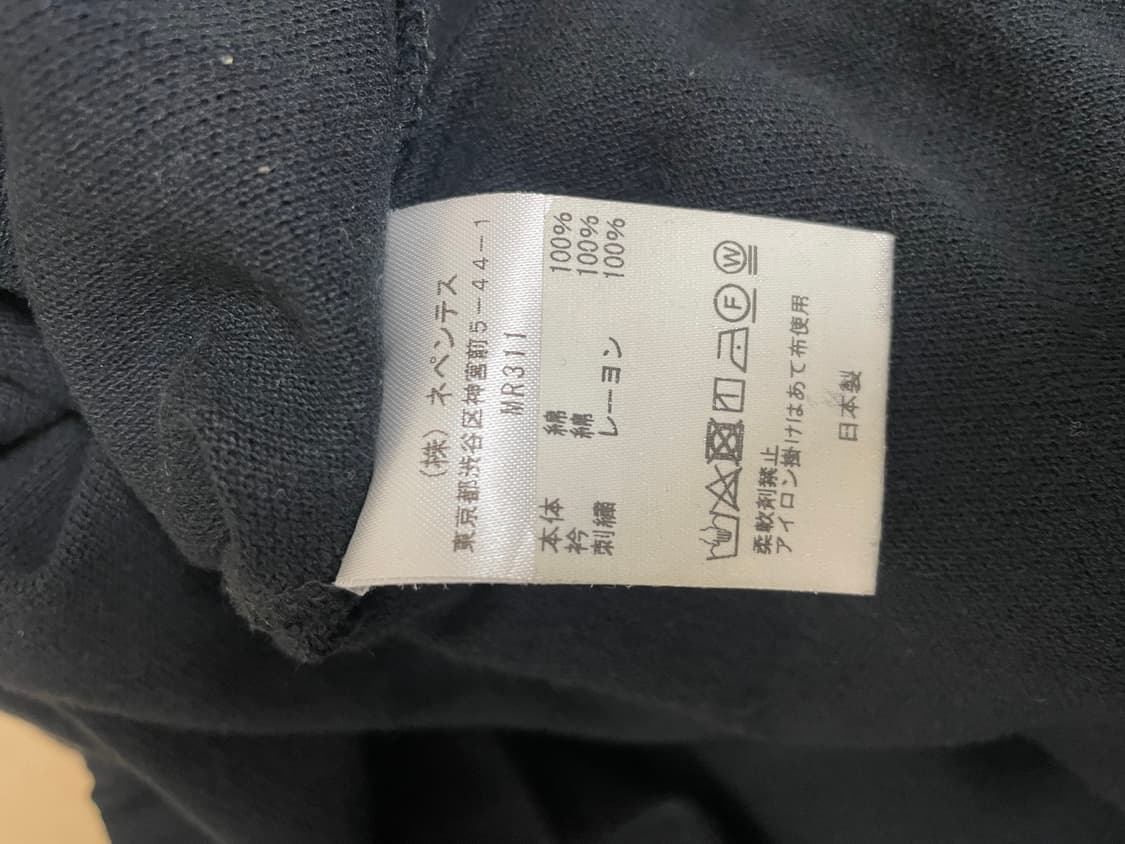 (株) ネペンテス
東京都渋谷区神宮前5-44-1
MR311
本体 綿 100%
衿 綿 100%
刺繍 レーヨン 100%
F W
柔軟剤禁止
アイロン掛けはあて布使用
日本製